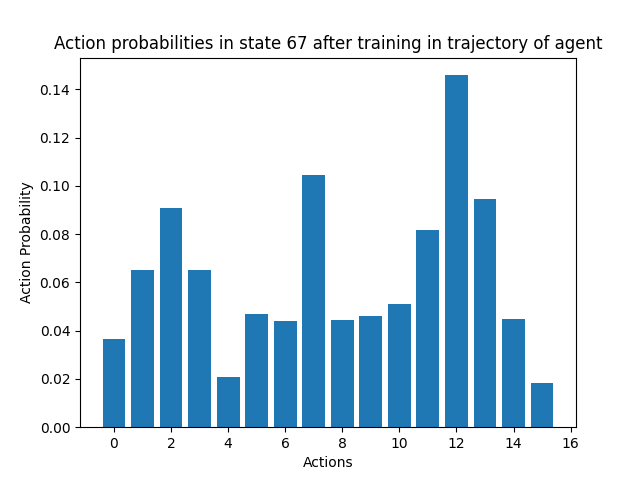 Action probabilities in state 67 after training in trajectory of agent
0.14
0.12
0.10
0.08
0.06
0.04
0.02
0.00
Action Probability
0 2 4 6 8 10 12 14 16
Actions